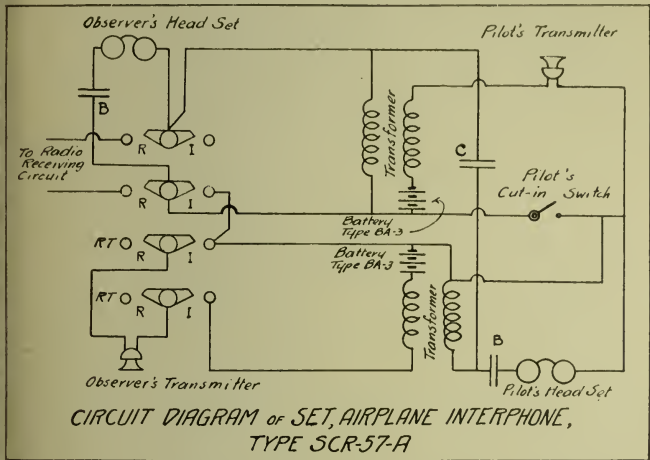 Observer's Head Set
Pilot's Transmitter
B
To Radio
Receiving
Circuit
R I
R I
RT R I
RT R I
Observer's Transmitter
Transformer
C
Pilot's
Cut-in Switch
Battery
Type BA-3
Battery
Type BA-3
Transformer
B
Pilot's Head Set
CIRCUIT DIAGRAM OF SET, AIRPLANE INTERPHONE,
TYPE SCR-57-A